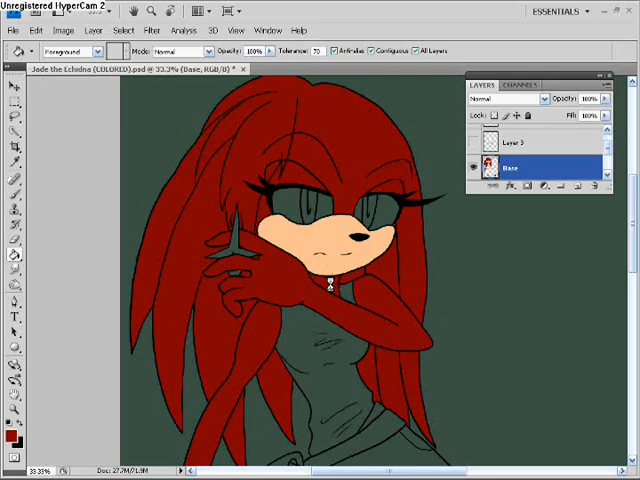 Unregistered HyperCam 2
100%
ESSENTIALS
File Edit Image Layer Select Filter Analysis 3D View Window Help
Foreground Mode: Normal Opacity: 100% Tolerance: 70 Anti-alias Contiguous All Layers
Jade the Echidna (COLORED).psd @ 33.3% (Base, RGB/8) *
LAYERS CHANNELS
Normal Opacity: 100%
Lock: Fill: 100%
Layer 3
Base
33.33% Doc: 27.7M/71.9M